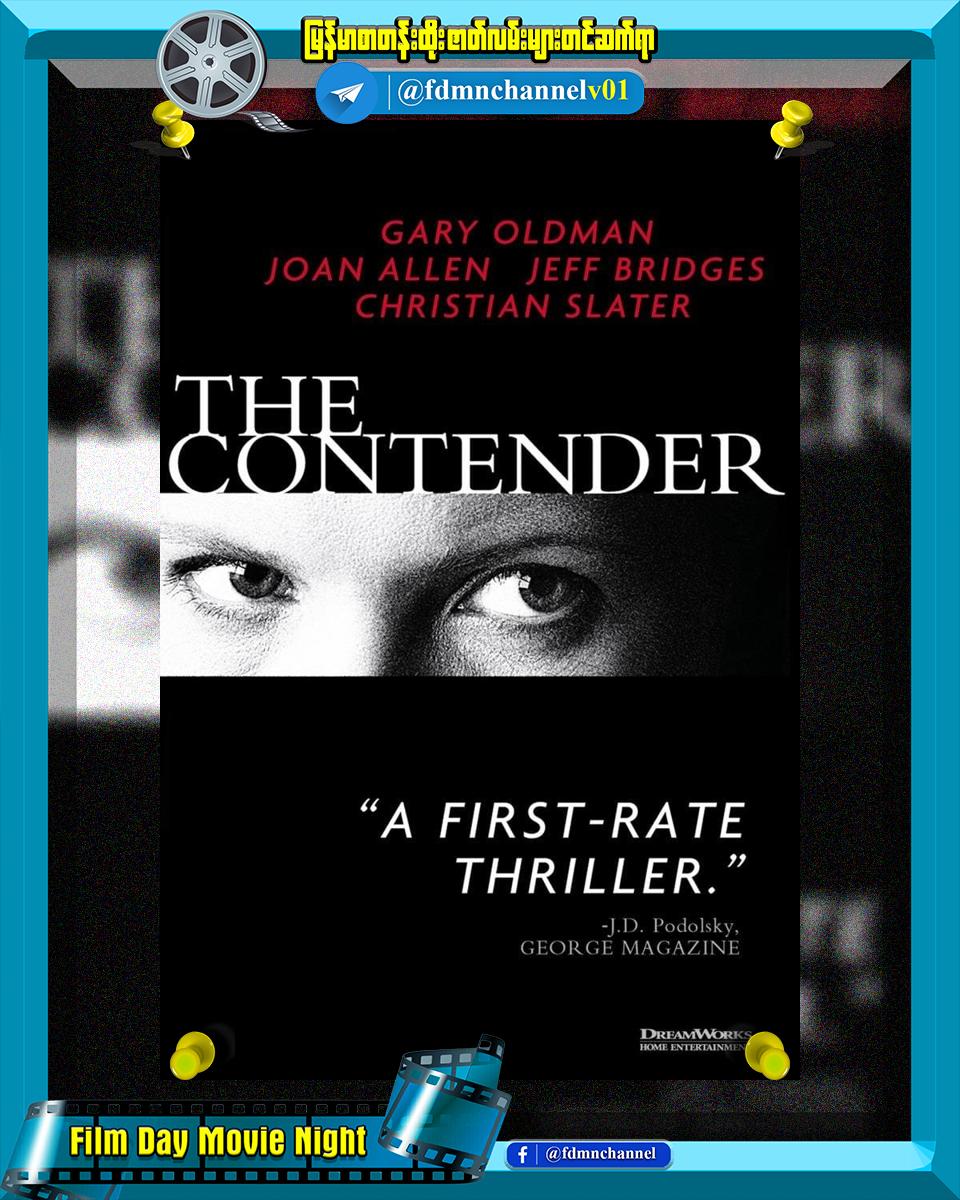 မြန်မာစာတန်းထိုး ဇာတ်လမ်းများတင်ဆက်ရာ
@fdmnchannelv01
GARY OLDMAN
JOAN ALLEN JEFF BRIDGES
CHRISTIAN SLATER
THE
CONTENDER
“A FIRST-RATE
THRILLER.”
-J.D. Podolsky,
GEORGE MAGAZINE
DREAMWORKS
HOME ENTERTAINMENT
Film Day Movie Night
f @fdmnchannel